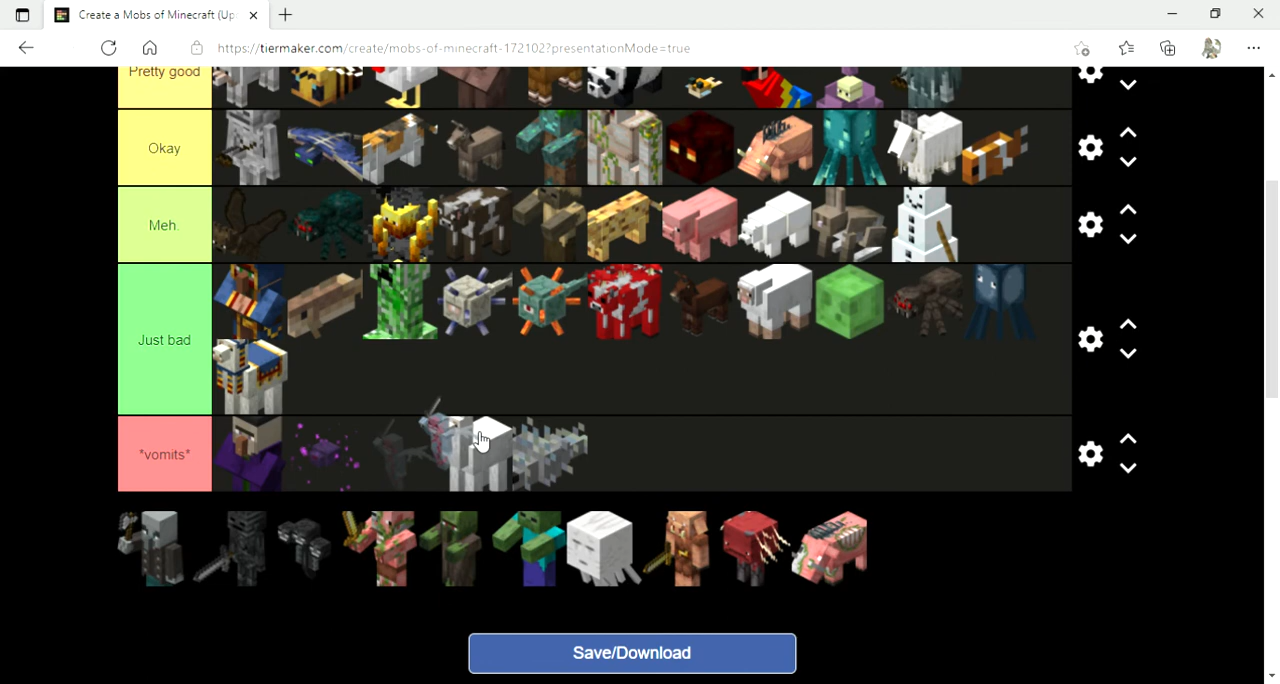 Create a Mobs of Minecraft (Up
https://tiermaker.com/create/mobs-of-minecraft-172102?presentationMode=true
Pretty good
Okay
Meh.
Just bad
*vomits*
Save/Download